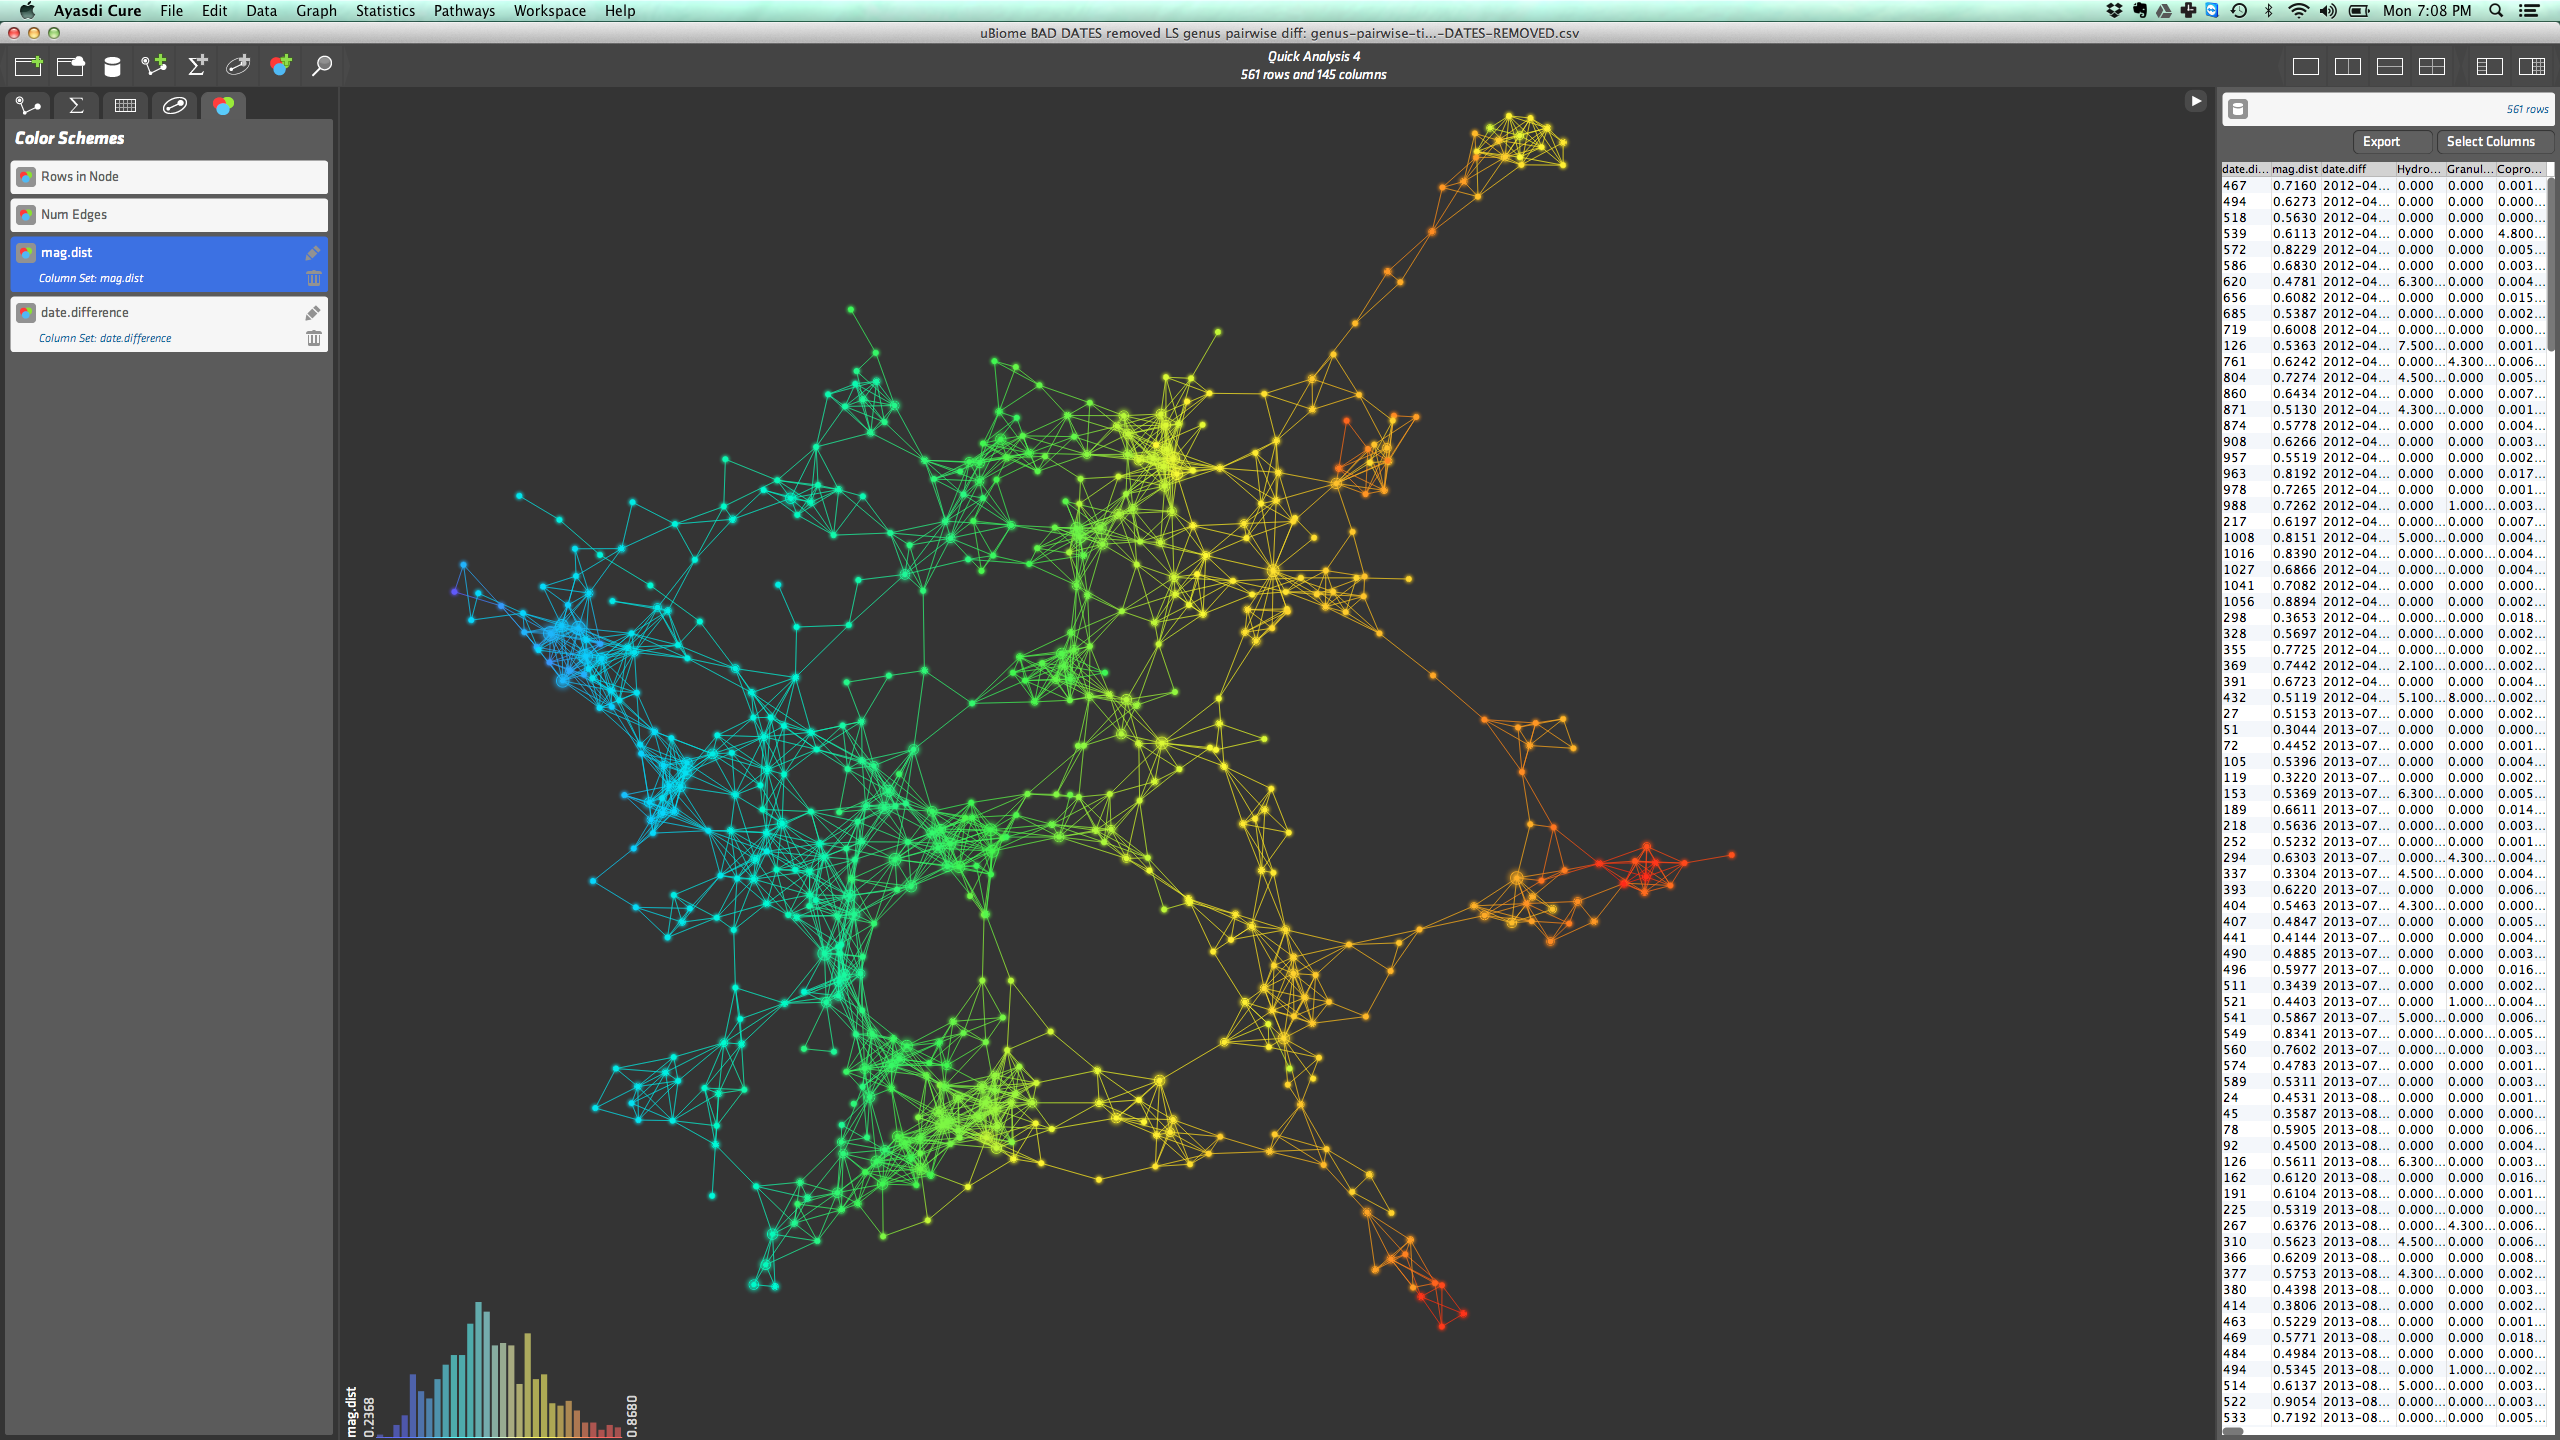 Ayasdi Cure File Edit Data Graph Statistics Pathways Workspace Help Mon 7:08 PM
uBiome BAD DATES removed LS genus pairwise diff: genus-pairwise-ti...-DATES-REMOVED.csv
Quick Analysis 4
561 rows and 145 columns
Color Schemes
Rows in Node
Num Edges
mag.dist
Column Set: mag.dist
date.difference
Column Set: date.difference
mag.dist
0.2368
0.8680
561 rows
Export Select Columns
date.di... mag.dist date.diff Hydro... Granul... Copro...
467 0.7160 2012-04... 0.000 0.000 0.001...
494 0.6273 2012-04... 0.000 0.000 0.000...
518 0.5630 2012-04... 0.000 0.000 0.000...
539 0.6113 2012-04... 0.000 0.000 4.800...
572 0.8229 2012-04... 0.000 0.000 0.005...
586 0.6830 2012-04... 0.000 0.000 0.003...
620 0.4781 2012-04... 6.300... 0.000 0.004...
656 0.6082 2012-04... 0.000 0.000 0.015...
685 0.5387 2012-04... 0.000... 0.000 0.002...
719 0.6008 2012-04... 0.000 0.000 0.000...
126 0.5363 2012-04... 7.500... 0.000 0.001...
761 0.6242 2012-04... 0.000... 4.300... 0.006...
804 0.7274 2012-04... 4.500... 0.000 0.005...
860 0.6434 2012-04... 0.000 0.000 0.007...
871 0.5130 2012-04... 4.300... 0.000 0.001...
874 0.5778 2012-04... 0.000 0.000 0.004...
908 0.6266 2012-04... 0.000 0.000 0.003...
957 0.5519 2012-04... 0.000 0.000 0.002...
963 0.8192 2012-04... 0.000 0.000 0.017...
978 0.7265 2012-04... 0.000 0.000 0.001...
988 0.7262 2012-04... 0.000 1.000... 0.003...
217 0.6197 2012-04... 0.000... 0.000 0.007...
1008 0.8151 2012-04... 5.000... 0.000 0.004...
1016 0.8390 2012-04... 0.000... 0.000... 0.004...
1027 0.6866 2012-04... 0.000... 0.000 0.004...
1041 0.7082 2012-04... 0.000 0.000 0.000...
1056 0.8894 2012-04... 0.000 0.000 0.002...
298 0.3653 2012-04... 0.000... 0.000 0.018...
328 0.5697 2012-04... 0.000... 0.000 0.002...
355 0.7725 2012-04... 0.000... 0.000 0.002...
369 0.7442 2012-04... 2.100... 0.000... 0.002...
391 0.6723 2012-04... 0.000 0.000 0.004...
432 0.5119 2012-04... 5.100... 8.000... 0.002...
27 0.5153 2013-07... 0.000 0.000 0.002...
51 0.3044 2013-07... 0.000 0.000 0.000...
72 0.4452 2013-07... 0.000 0.000 0.001...
105 0.5396 2013-07... 0.000 0.000 0.004...
119 0.3220 2013-07... 0.000 0.000 0.002...
153 0.5369 2013-07... 6.300... 0.000 0.005...
189 0.6611 2013-07... 0.000 0.000 0.014...
218 0.5636 2013-07... 0.000... 0.000 0.003...
252 0.5232 2013-07... 0.000... 0.000 0.001...
294 0.6303 2013-07... 0.000... 4.300... 0.004...
337 0.3304 2013-07... 4.500... 0.000 0.004...
393 0.6220 2013-07... 0.000 0.000 0.006...
404 0.5463 2013-07... 4.300... 0.000 0.000...
407 0.4847 2013-07... 0.000 0.000 0.005...
441 0.4144 2013-07... 0.000 0.000 0.004...
490 0.4885 2013-07... 0.000 0.000 0.003...
496 0.5977 2013-07... 0.000 0.000 0.016...
511 0.3439 2013-07... 0.000 0.000 0.002...
521 0.4403 2013-07... 0.000 1.000... 0.004...
541 0.5867 2013-07... 5.000... 0.000 0.006...
549 0.8341 2013-07... 0.000... 0.000... 0.005...
560 0.7602 2013-07... 0.000... 0.000 0.003...
574 0.4783 2013-07... 0.000 0.000 0.001...
589 0.5311 2013-07... 0.000 0.000 0.003...
24 0.4531 2013-08... 0.000 0.000 0.001...
45 0.3587 2013-08... 0.000 0.000 0.000...
78 0.5905 2013-08... 0.000 0.000 0.006...
92 0.4500 2013-08... 0.000 0.000 0.004...
126 0.5611 2013-08... 6.300... 0.000 0.003...
162 0.6120 2013-08... 0.000 0.000 0.016...
191 0.6104 2013-08... 0.000... 0.000 0.001...
225 0.5319 2013-08... 0.000... 0.000 0.000...
267 0.6376 2013-08... 0.000... 4.300... 0.006...
310 0.5623 2013-08... 4.500... 0.000 0.006...
366 0.6209 2013-08... 0.000 0.000 0.008...
377 0.5753 2013-08... 4.300... 0.000 0.002...
380 0.4398 2013-08... 0.000 0.000 0.003...
414 0.3806 2013-08... 0.000 0.000 0.002...
463 0.5229 2013-08... 0.000 0.000 0.001...
469 0.5771 2013-08... 0.000 0.000 0.018...
484 0.4984 2013-08... 0.000 0.000 0.000...
494 0.5345 2013-08... 0.000 1.000... 0.002...
514 0.6137 2013-08... 5.000... 0.000 0.003...
522 0.9054 2013-08... 0.000... 0.000... 0.003...
533 0.7192 2013-08... 0.000... 0.000 0.005...